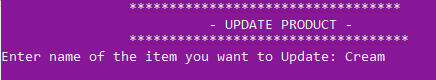 **********************************
- UPDATE PRODUCT -
***********************************
Enter name of the item you want to Update: Cream